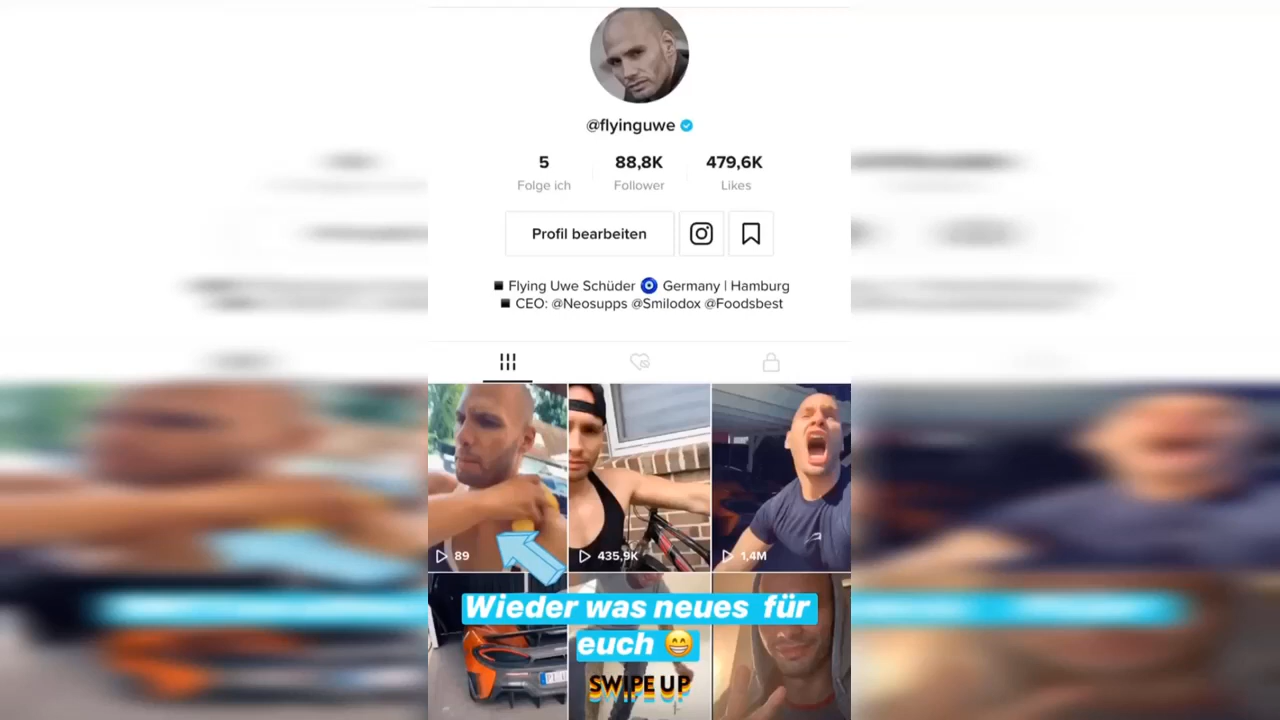 @flyinguwe
5 88,8K 479,6K
Folge ich Follower Likes
Profil bearbeiten
Flying Uwe Schüder 🧿 Germany | Hamburg
CEO: @Neosupps @Smilodox @Foodsbest
89 435,9K 1,4M
Wieder was neues für
euch 😁
SWIPE UP